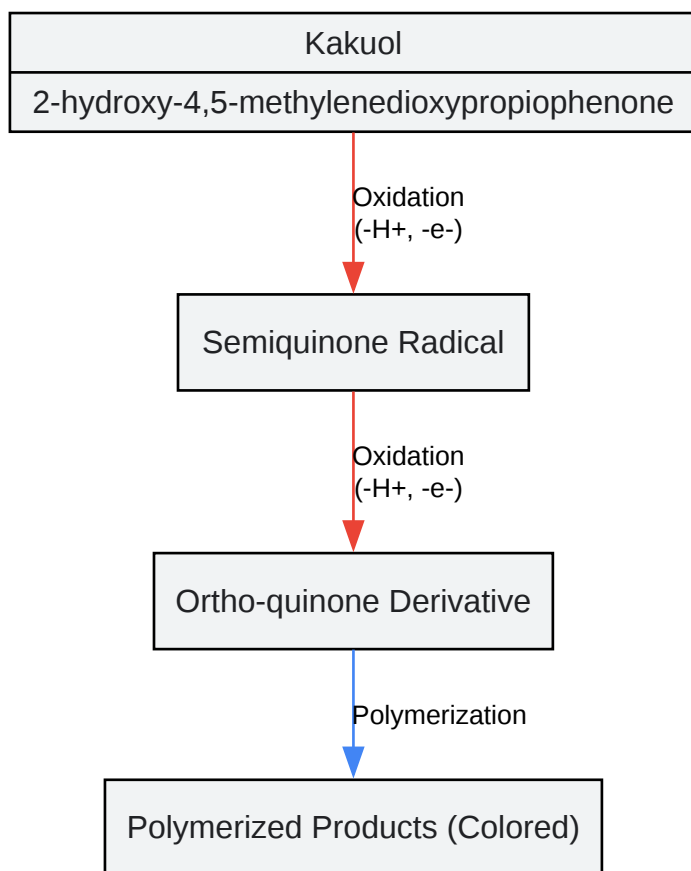 Kakuol
2-hydroxy-4,5-methylenedioxypropiophenone
Oxidation
(-H+, -e-)
Semiquinone Radical
Oxidation
(-H+, -e-)
Ortho-quinone Derivative
Polymerization
Polymerized Products (Colored)